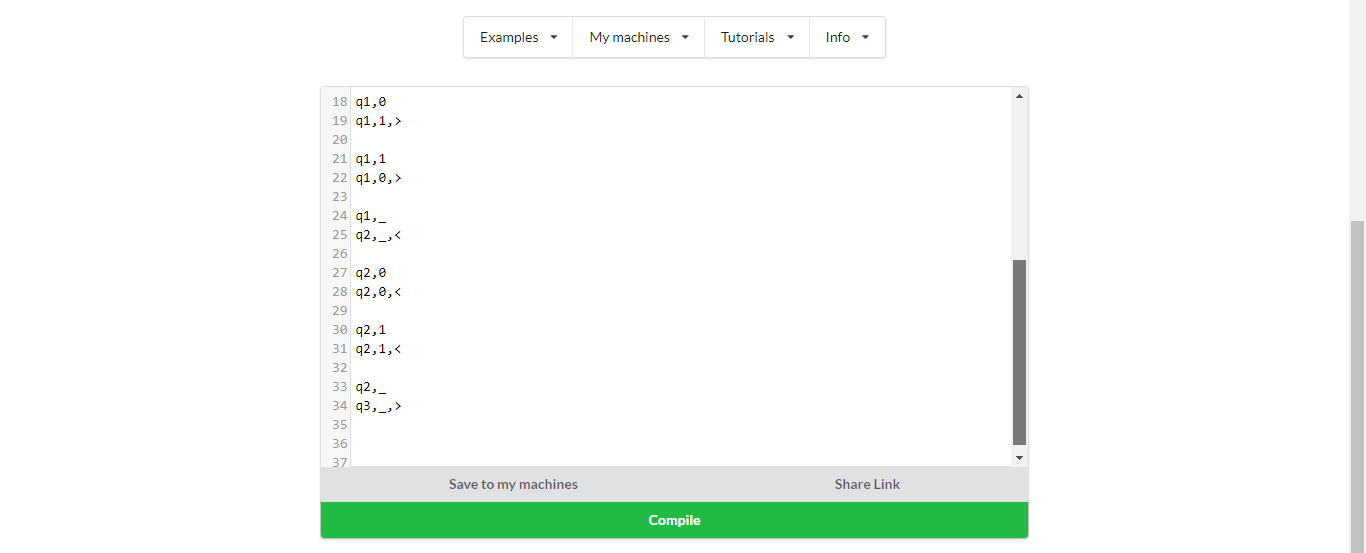 Examples My machines Tutorials Info
18 q1,0
19 q1,1,>
20
21 q1,1
22 q1,0,>
23
24 q1,_
25 q2,_,<
26
27 q2,0
28 q2,0,<
29
30 q2,1
31 q2,1,<
32
33 q2,_
34 q3,_,>
35
36
37
Save to my machines Share Link
Compile